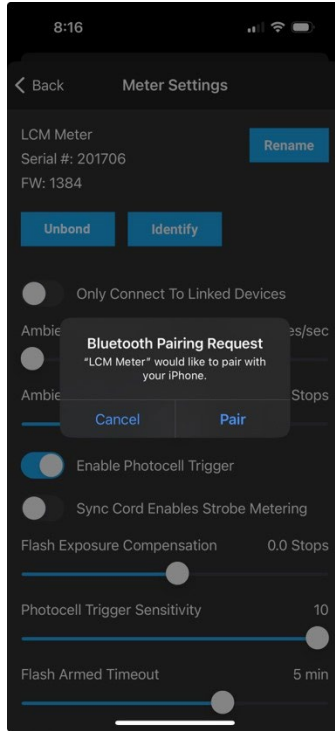 8:16
Back
Meter Settings
LCM Meter
Serial #: 201706
FW: 1384
Rename
Unbond
Identify
Only Connect To Linked Devices
Bluetooth Pairing Request
"LCM Meter" would like to pair with
your iPhone.
Cancel
Pair
Stops
Enable Photocell Trigger
Sync Cord Enables Strobe Metering
Flash Exposure Compensation
0.0 Stops
Photocell Trigger Sensitivity
10
Flash Armed Timeout
5 min